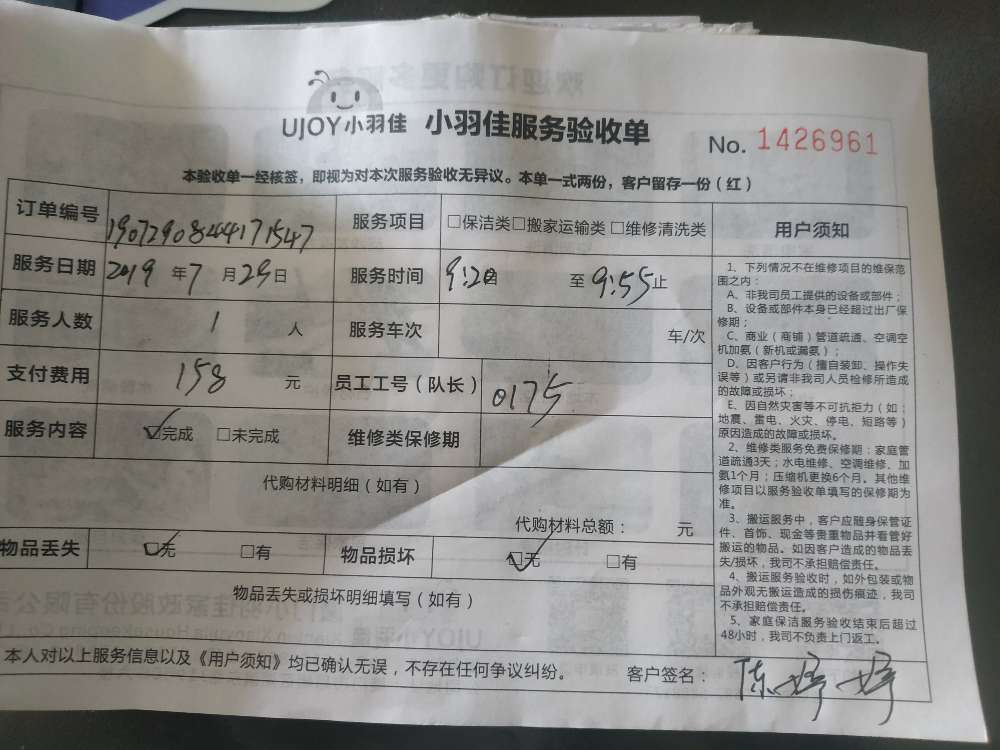 UJOY小羽佳 小羽佳服务验收单 No. 1426961
本验收单一经核签，即视为对本次服务验收无异议。本单一式两份，客户留存一份（红）
订单编号 服务项目 □保洁类□搬家运输类 □维修清洗类
服务日期 2019 年 7 月 29 日 服务时间 9:20 至 9:55 止
服务人数 1 人 服务车次 车/次
支付费用 158 元 员工工号（队长） 0175
服务内容 ☑完成 □未完成 维修类保修期
代购材料明细（如有）
代购材料总额： 元
物品丢失 ☑无 □有 物品损坏 ☑无 □有
物品丢失或损坏明细填写（如有）
用户须知
1、下列情况不在维修项目的维保范
围之内：
A、非我司员工提供的设备或部件；
B、设备或部件本身已经超过出厂保
修期；
C、商业（商铺）管道疏通、空调空
机加氨（新机或漏氨）；
D、因客户行为（擅自装卸、操作失
误等）或另请非我司人员检修所造成
的故障或损坏；
E、因自然灾害等不可抗拒力（如：
地震、雷电、火灾、停电、短路等）
原因造成的故障或损坏。
2、维修类服务免费保修期：家庭管
道疏通3天；水电维修、空调维修、加
氨1个月；压缩机更换6个月。其他维
修项目以服务验收单填写的保修期为
准。
3、搬运服务中，客户应随身保管证
件、首饰、现金等贵重物品并看管好
搬运的物品。如因客户造成的物品丢
失/损坏，我司不承担赔偿责任。
4、搬运服务验收时，如外包装或物
品外观无搬运造成的损伤痕迹，我司
不承担赔偿责任。
5、家庭保洁服务验收结束后超过
48小时，我司不负责上门返工。
本人对以上服务信息以及《用户须知》均已确认无误，不存在任何争议纠纷。 客户签名： 陈婷婷